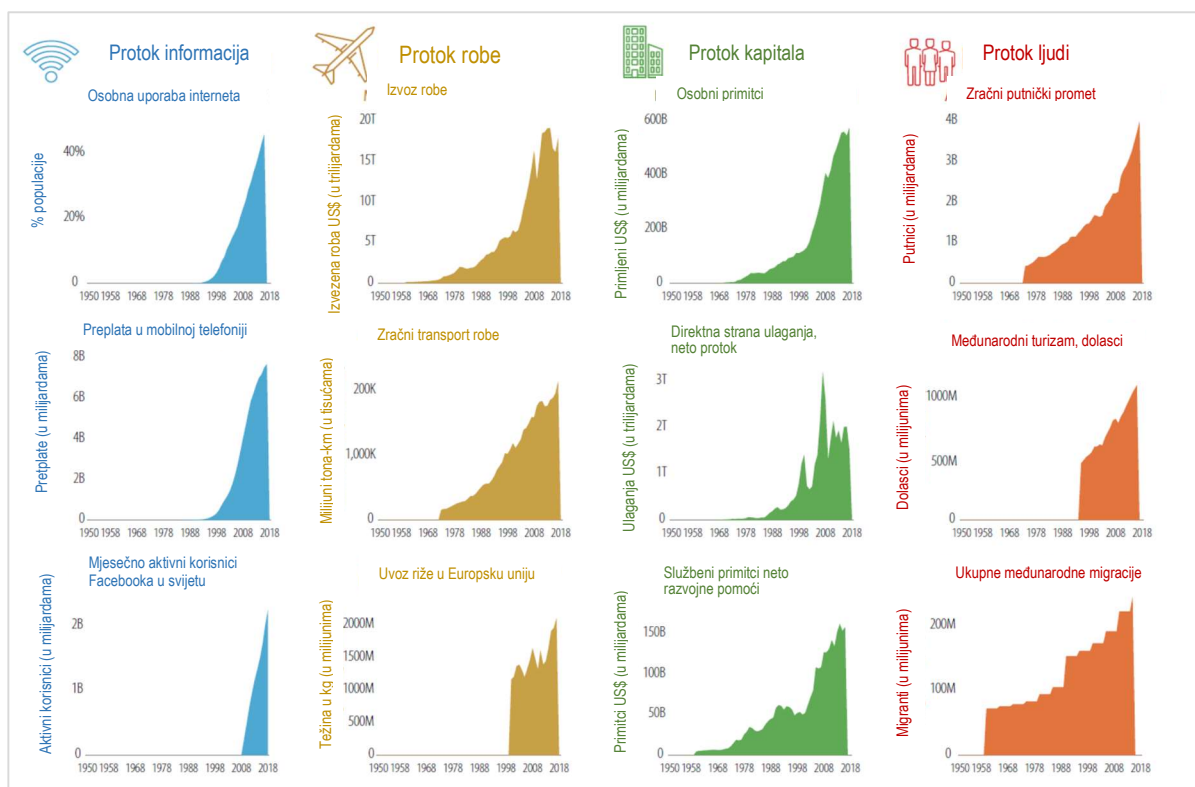 Protok informacija
Protok robe
Protok kapitala
Protok ljudi
Osobna uporaba interneta
% populacije
40%
20%
0
1950 1958 1968 1978 1988 1998 2008 2018
Izvoz robe
Izvezena roba US$ (u trilijardama)
20T
15T
10T
5T
0
1950 1958 1968 1978 1988 1998 2008 2018
Osobni primitci
Primljeni US$ (u milijardama)
600B
400B
200B
0
1950 1958 1968 1978 1988 1998 2008 2018
Zračni putnički promet
Putnici (u milijardama)
4B
3B
2B
1B
0
1950 1958 1968 1978 1988 1998 2008 2018
Preplata u mobilnoj telefoniji
Pretplate (u milijardama)
8B
6B
4B
2B
0
1950 1958 1968 1978 1988 1998 2008 2018
Zračni transport robe
Milijuni tona-km (u tisućama)
200K
1,000K
0
1950 1958 1968 1978 1988 1998 2008 2018
Direktna strana ulaganja,
neto protok
Ulaganja US$ (u trilijardama)
3T
2T
1T
0
1950 1958 1968 1978 1988 1998 2008 2018
Međunarodni turizam, dolasci
Dolasci (u milijunima)
1000M
500M
0
1950 1958 1968 1978 1988 1998 2008 2018
Mjesečno aktivni korisnici
Facebooka u svijetu
Aktivni korisnici (u milijardama)
2B
1B
0
1950 1958 1968 1978 1988 1998 2008 2018
Uvoz riže u Europsku uniju
Težina u kg (u milijunima)
2000M
1500M
1000M
500M
0
1950 1958 1968 1978 1988 1998 2008 2018
Službeni primitci neto
razvojne pomoći
Primitci US$ (u milijardama)
150B
100B
50B
0
1950 1958 1968 1978 1988 1998 2008 2018
Ukupne međunarodne migracije
Migranti (u milijunima)
200M
100M
0
1950 1958 1968 1978 1988 1998 2008 2018